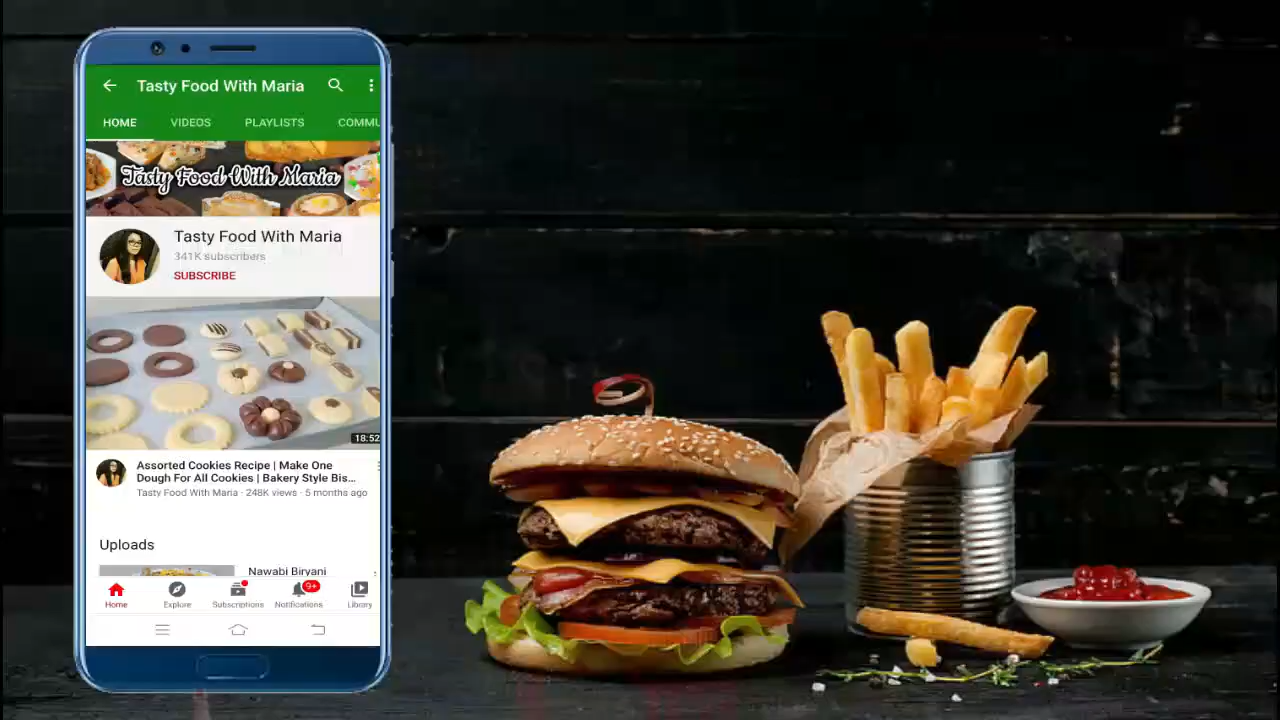 Tasty Food With Maria
HOME VIDEOS PLAYLISTS COMMU
Tasty Food With Maria
Tasty Food With Maria
341K subscribers
SUBSCRIBE
18:52
Assorted Cookies Recipe | Make One
Dough For All Cookies | Bakery Style Bis...
Tasty Food With Maria · 248K views · 5 months ago
Uploads
Nawabi Biryani
9+
Home Explore Subscriptions Notifications Library